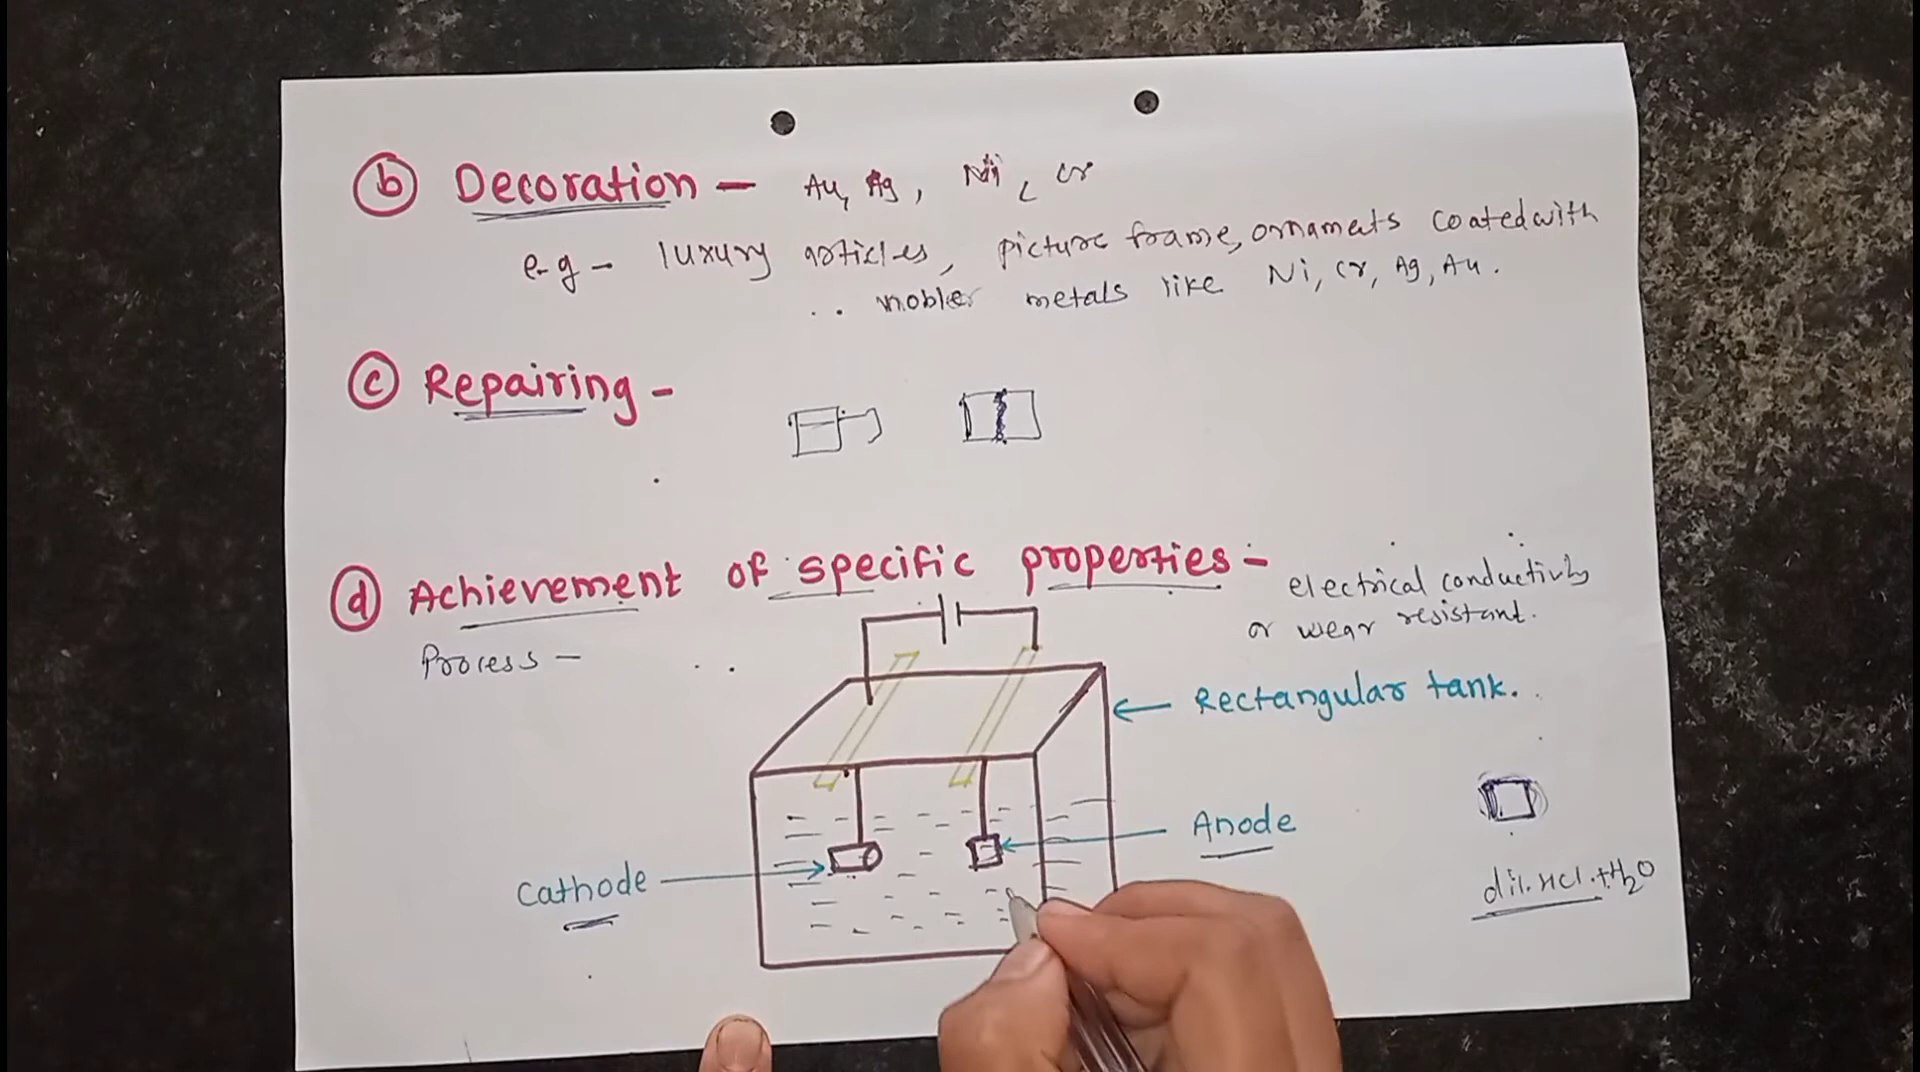 b Decoration - Au, Ag, Ni, Cr
e.g - luxury articles, picture frame, ornamats coated with
nobler metals like Ni, Cr, Ag, Au.
c Repairing -
d Achievement of specific properties - electrical conductivity
or wear resistant.
Process -
Rectangular tank.
Anode
Cathode
dil. HCl. + H2O